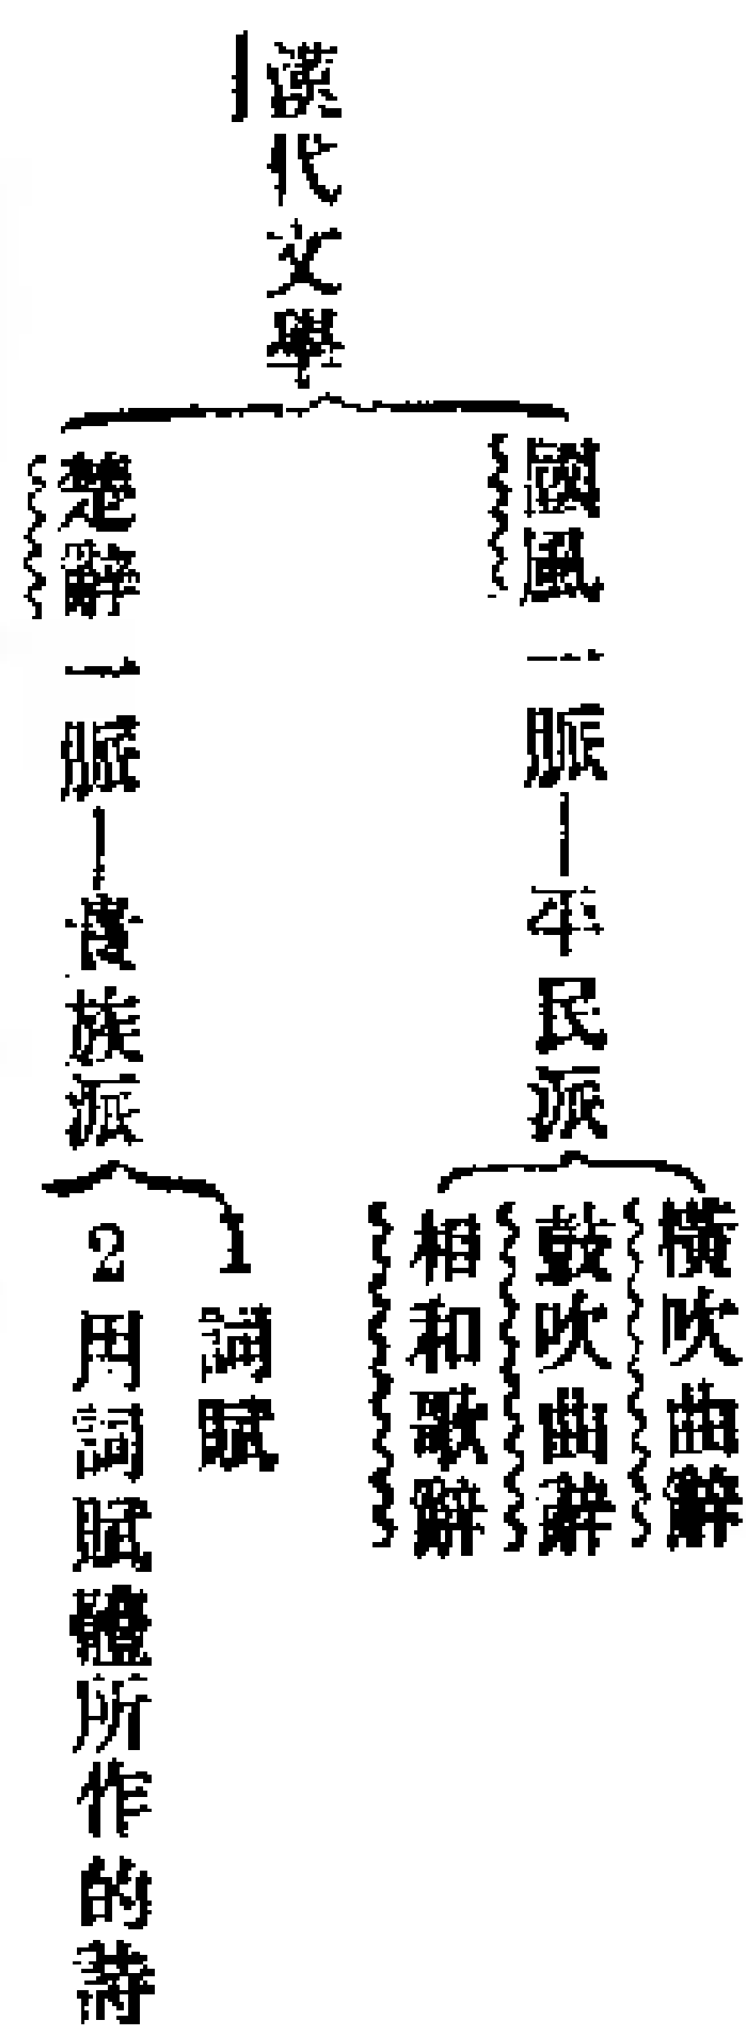 漢代文學
國風一脈——平民派
橫吹曲辭
鼓吹曲辭
相和歌辭
楚辭一脈——貴族派
1 詞賦
2 用詞賦體所作的詩